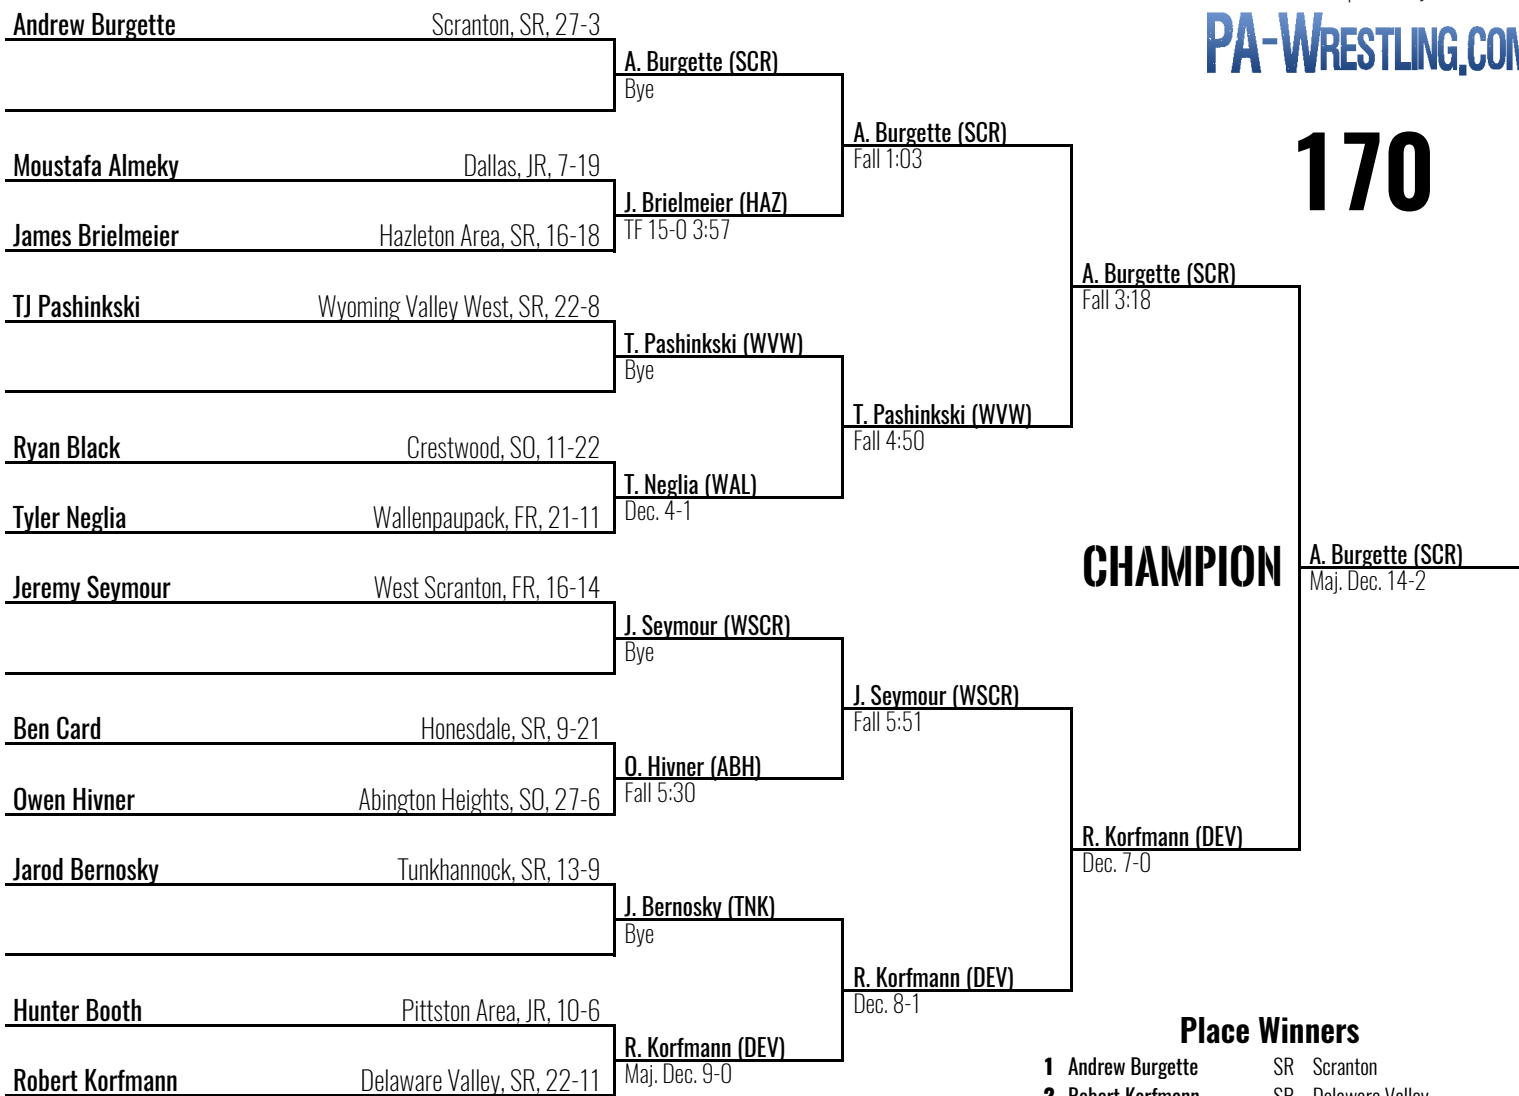 Andrew Burgette Scranton, SR, 27-3
A. Burgette (SCR)
Bye
PA-WRESTLING.COM
170
A. Burgette (SCR)
Fall 1:03
Moustafa Almeky Dallas, JR, 7-19
J. Brielmeier (HAZ)
TF 15-0 3:57
James Brielmeier Hazleton Area, SR, 16-18
A. Burgette (SCR)
Fall 3:18
TJ Pashinkski Wyoming Valley West, SR, 22-8
T. Pashinkski (WVW)
Bye
T. Pashinkski (WVW)
Fall 4:50
Ryan Black Crestwood, SO, 11-22
T. Neglia (WAL)
Dec. 4-1
Tyler Neglia Wallenpaupack, FR, 21-11
CHAMPION
A. Burgette (SCR)
Maj. Dec. 14-2
Jeremy Seymour West Scranton, FR, 16-14
J. Seymour (WSCR)
Bye
J. Seymour (WSCR)
Fall 5:51
Ben Card Honesdale, SR, 9-21
O. Hivner (ABH)
Fall 5:30
Owen Hivner Abington Heights, SO, 27-6
R. Korfmann (DEV)
Dec. 7-0
Jarod Bernosky Tunkhannock, SR, 13-9
J. Bernosky (TNK)
Bye
R. Korfmann (DEV)
Dec. 8-1
Hunter Booth Pittston Area, JR, 10-6
R. Korfmann (DEV)
Maj. Dec. 9-0
Robert Korfmann Delaware Valley, SR, 22-11
Place Winners
1 Andrew Burgette SR Scranton
2 Robert Korfmann SR Delaware Valley